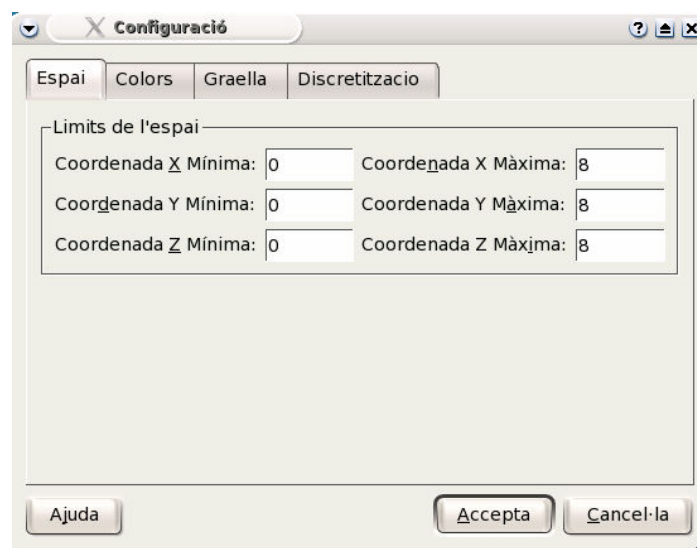 Configuració
Espai Colors Graella Discretitzacio
Limits de l'espai
Coordenada X Mínima: 0 Coordenada X Màxima: 8
Coordenada Y Mínima: 0 Coordenada Y Màxima: 8
Coordenada Z Mínima: 0 Coordenada Z Màxima: 8
Ajuda Accepta Cancel·la